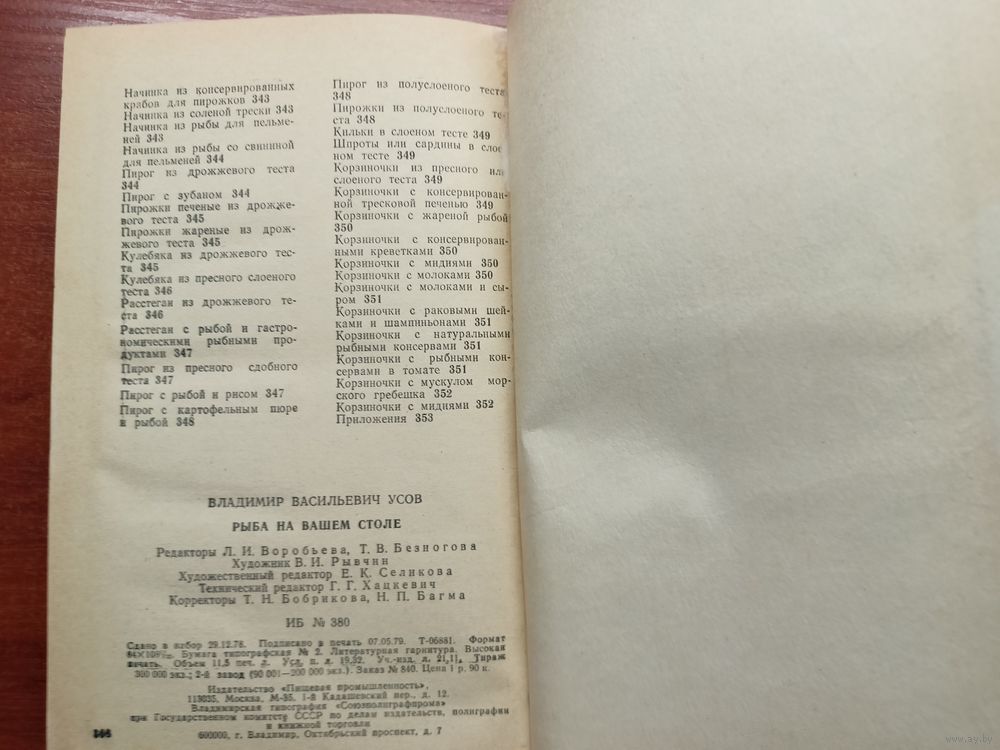 Начинка из консервированных
крабов для пирожков 343
Начинка из соленой трески 343
Начинка из рыбы для пельме-
ней 343
Начинка из рыбы со свининой
для пельменей 344
Пирог из дрожжевого теста
344
Пирог с зубаном 344
Пирожки печеные из дрожже-
вого теста 345
Пирожки жареные из дрож-
жевого теста 345
Кулебяка из дрожжевого тес-
та 345
Кулебяка из пресного слоеного
теста 346
Расстегаи из дрожжевого те-
ста 346
Расстегаи с рыбой и гастро-
номическими рыбными про-
дуктами 347
Пирог из пресного сдобного
теста 347
Пирог с рыбой и рисом 347
Пирог с картофельным пюре
и рыбой 348
Пирог из полуслоеного теста
348
Пирожки из полуслоеного те-
ста 348
Кильки в слоеном тесте 349
Шпроты или сардины в слое
ном тесте 349
Корзиночки из пресного или
слоеного теста 349
Корзиночки с консервирован-
ной тресковой печенью 349
Корзиночки с жареной рыбой
350
Корзиночки с консервирован-
ными креветками 350
Корзиночки с мидиями 350
Корзиночки с молоками 350
Корзиночки с молоками и сы-
ром 351
Корзиночки с раковыми шей-
ками и шампиньонами 351
Корзиночки с натуральными
рыбными консервами 351
Корзиночки с рыбными кон-
сервами в томате 351
Корзиночки с мускулом мор-
ского гребешка 352
Корзиночки с мидиями 352
Приложения 353
ВЛАДИМИР ВАСИЛЬЕВИЧ УСОВ
РЫБА НА ВАШЕМ СТОЛЕ
Редакторы Л. И. Воробьева, Т. В. Безногова
Художник В. И. Рывчин
Художественный редактор Е. К. Селикова
Технический редактор Г. Г. Хацкевич
Корректоры Т. Н. Бобрикова, Н. П. Багма
ИБ № 380
Сдано в набор 29.12.78. Подписано в печать 07.05.79. Т-06881. Формат
84×108¹/₃₂. Бумага типографская № 2. Литературная гарнитура. Высокая
печать. Объем 11,5 печ. л. Усл. п. л. 19,32. Уч.-изд. л. 21,11. Тираж
300 000 экз.; 2-й завод (90 001—200 000 экз.). Заказ № 840. Цена 1 р. 90 к.
Издательство «Пищевая промышленность»,
113035, Москва, М-35, 1-й Кадашевский пер., д. 12.
Владимирская типография «Союзполиграфпрома»
при Государственном комитете СССР по делам издательств, полиграфии
и книжной торговли
600000, г. Владимир, Октябрьский проспект, д. 7
www.ay.by